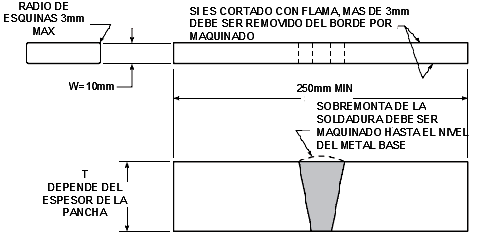 RADIO DE
ESQUINAS 3mm
MAX
SI ES CORTADO CON FLAMA, MAS DE 3mm
DEBE SER REMOVIDO DEL BORDE POR
MAQUINADO
W=10mm
250mm MIN
SOBREMONTA DE LA
SOLDADURA DEBE SER
MAQUINADO HASTA EL NIVEL
DEL METAL BASE
T
DEPENDE DEL
ESPESOR DE LA
PANCHA